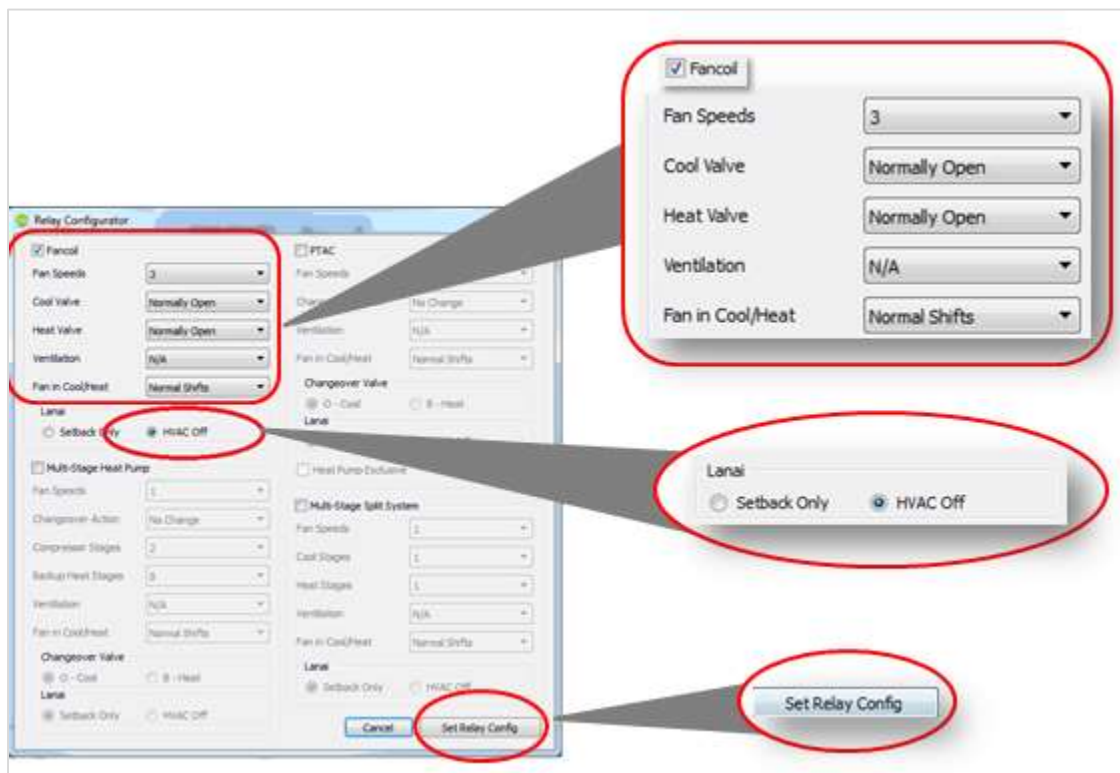 Fancoil
Fan Speeds 3
Cool Valve Normally Open
Heat Valve Normally Open
Ventilation N/A
Fan in Cool/Heat Normal Shifts
Relay Configurator
Fancoil
Fan Speeds 3
Cool Valve Normally Open
Heat Valve Normally Open
Ventilation N/A
Fan in Cool/Heat Normal Shifts
Lanai
Setback Only HVAC Off
Multi-Stage Heat Pump
Fan Speeds 1
Changeover Action No Change
Compressor Stages 2
Backup Heat Stages 0
Ventilation N/A
Fan in Cool/Heat Normal Shifts
Changeover Valve
O - Cool B - Heat
Lanai
Setback Only HVAC Off
PTAC
Fan Speeds
No Change
Ventilation N/A
Fan in Cool/Heat Normal Shifts
Changeover Valve
O - Cool B - Heat
Lanai
Heat Pump Exclusive
Multi-Stage Split System
Fan Speeds 1
Cool Stages 1
Heat Stages 1
Ventilation N/A
Fan in Cool/Heat Normal Shifts
Lanai
Setback Only HVAC Off
Cancel Set Relay Config
Lanai
Setback Only HVAC Off
Set Relay Config